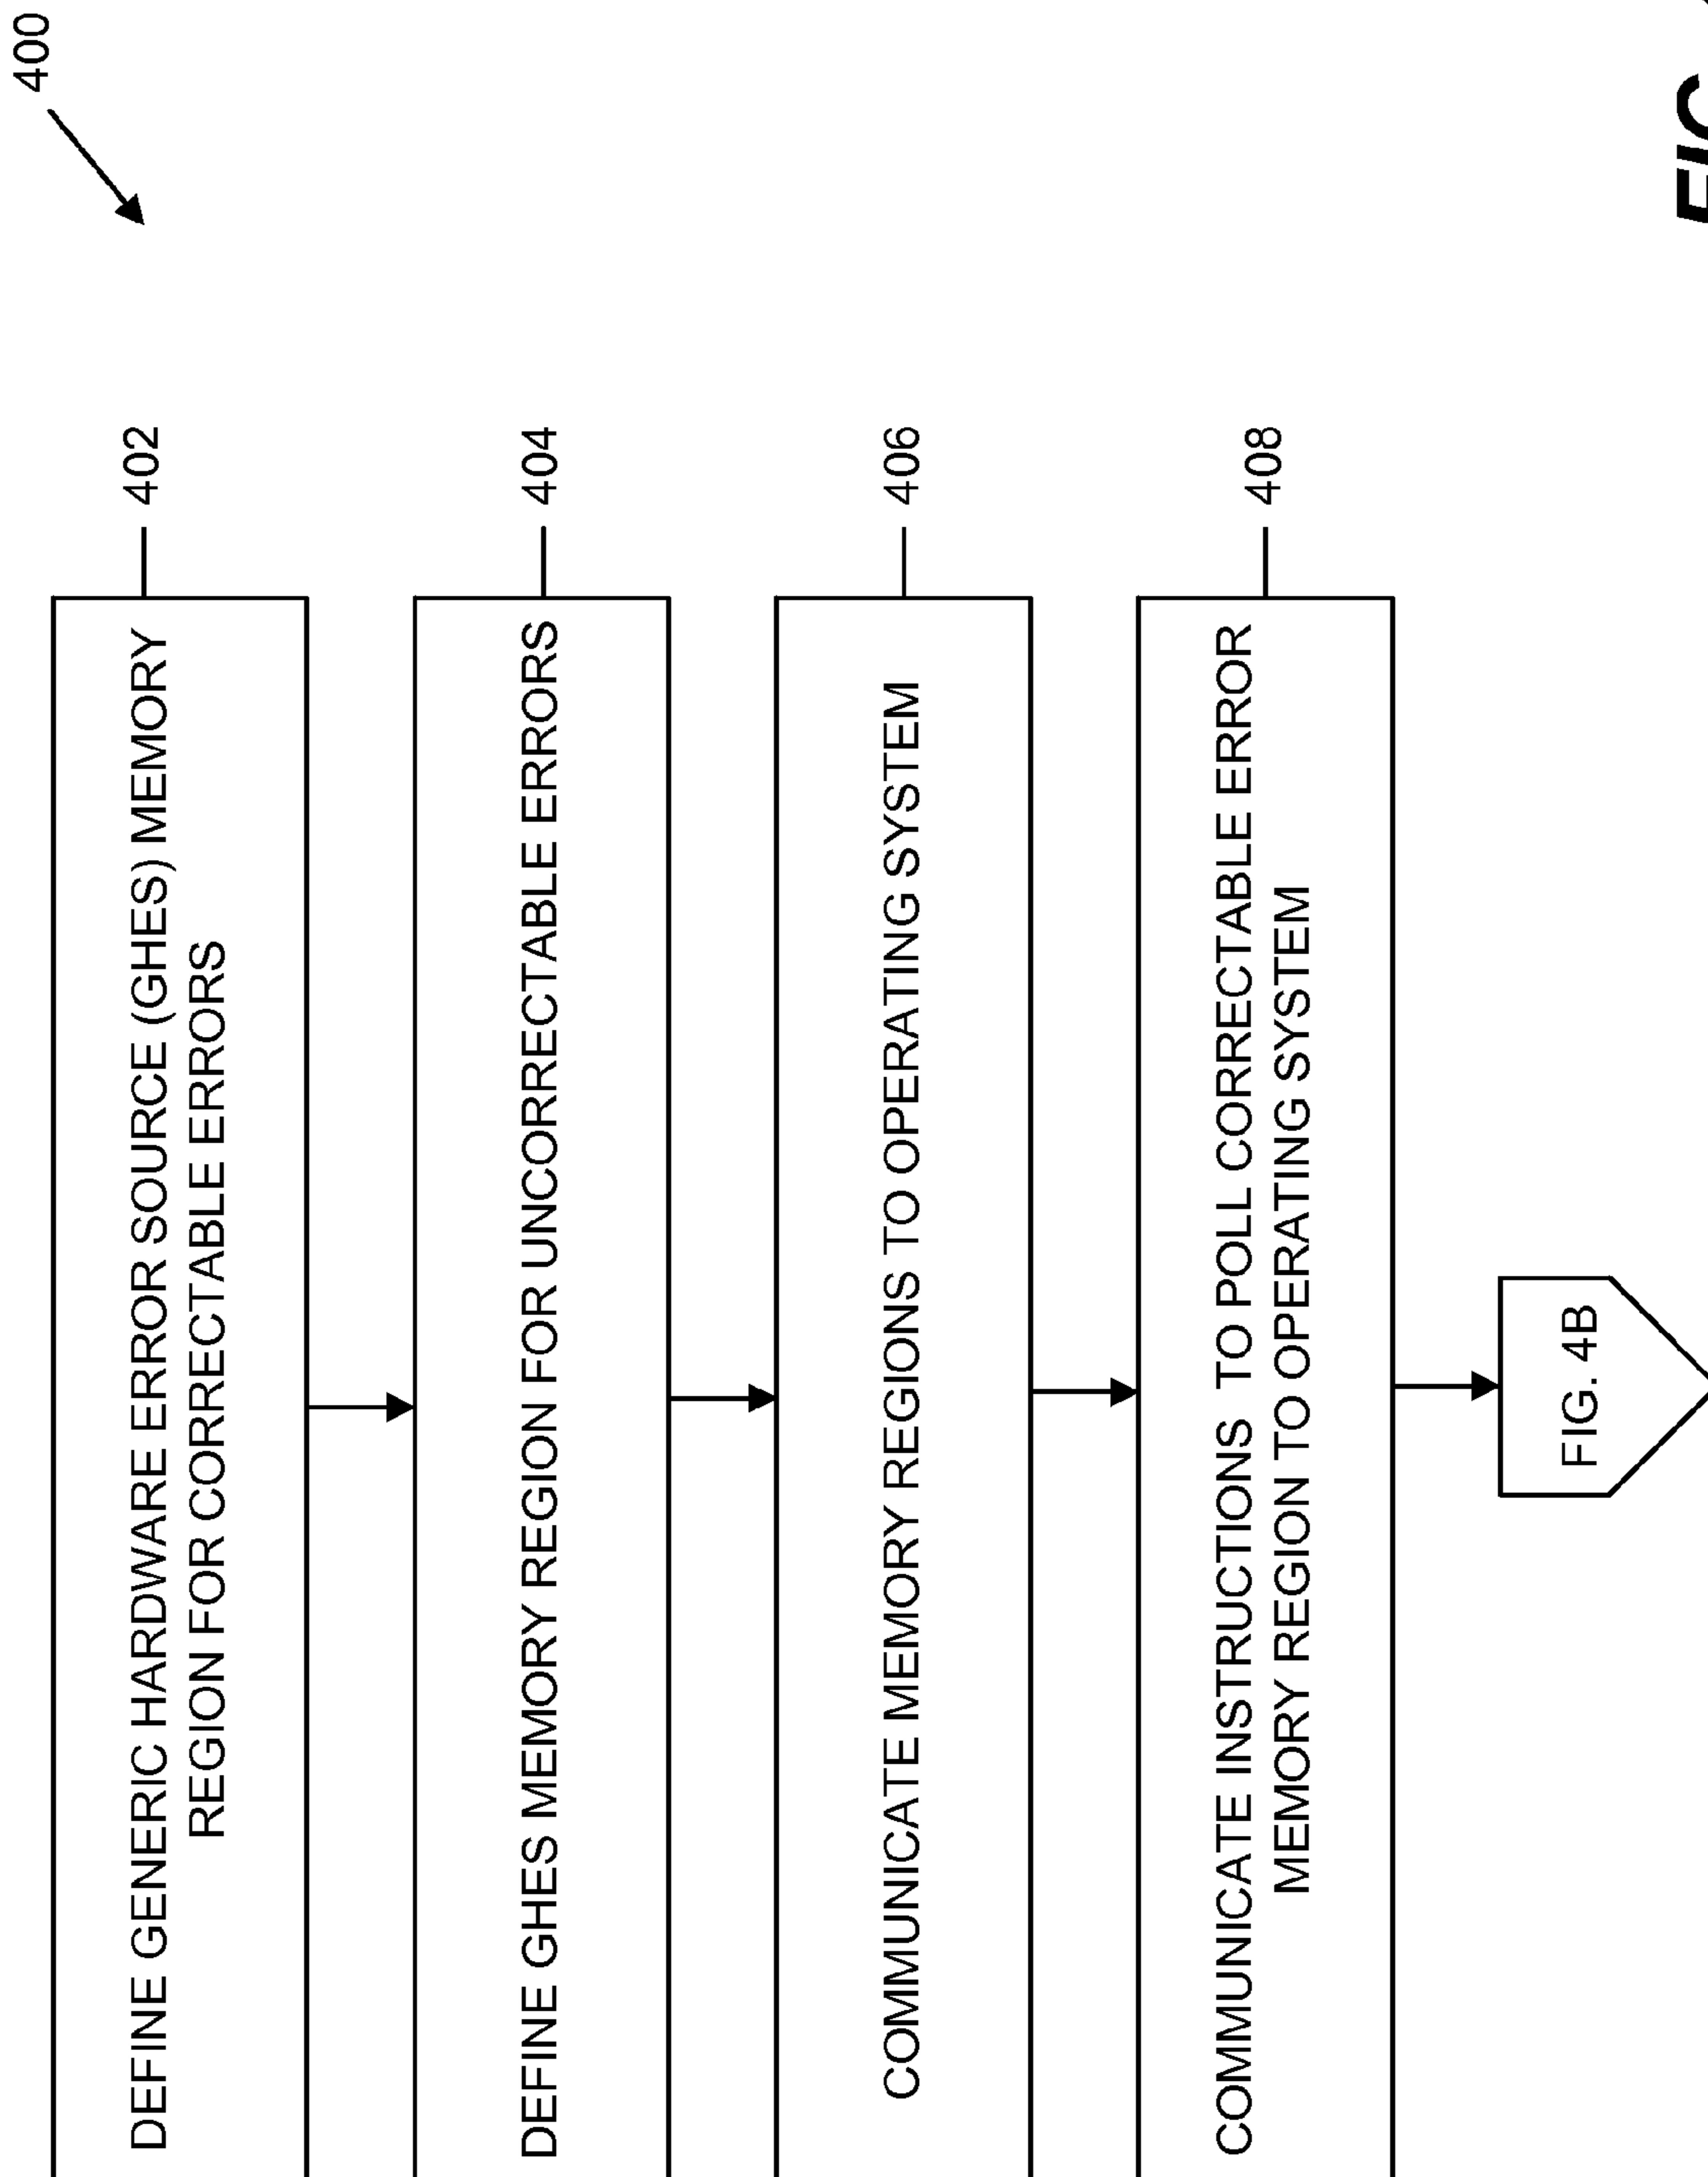 400
DEFINE GENERIC HARDWARE ERROR SOURCE (GHES) MEMORY
REGION FOR CORRECTABLE ERRORS
402
DEFINE GHES MEMORY REGION FOR UNCORRECTABLE ERRORS
404
COMMUNICATE MEMORY REGIONS TO OPERATING SYSTEM
406
COMMUNICATE INSTRUCTIONS TO POLL CORRECTABLE ERROR
MEMORY REGION TO OPERATING SYSTEM
408
FIG. 4B